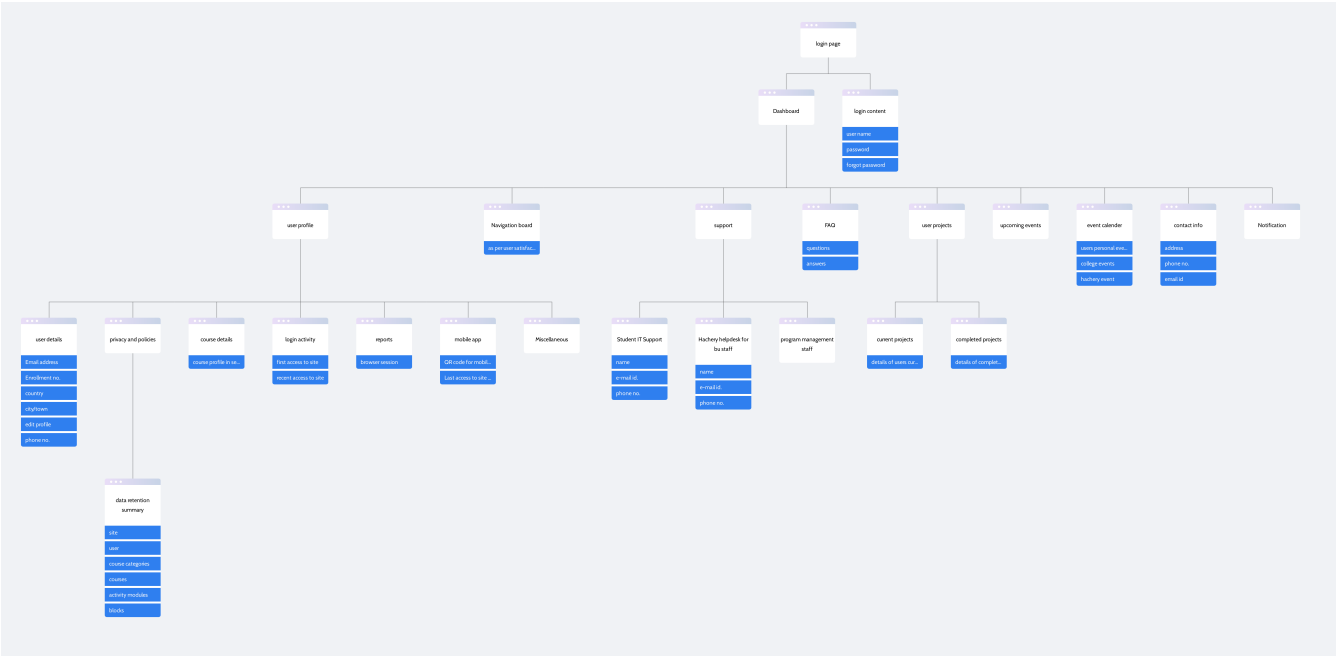 login page
Dashboard
login content
user name
password
forgot password
user profile
Navigation board
support
FAQ
user projects
upcoming events
event calender
contact info
Notification
as per user satisfac...
questions
answers
users personal eve...
college events
hachery event
address
phone no.
email id
user details
privacy and policies
course details
login activity
reports
mobile app
Miscellaneous
Student IT Support
Hachery helpdesk for
bu staff
program management
staff
current projects
completed projects
Email address
Enrollment no.
country
city/town
edit profile
phone no.
course profile in se...
first access to site
recent access to site
browser session
QR code for mobil...
Last access to site ...
name
e-mail id.
phone no.
name
e-mail id.
phone no.
details of users cur...
details of complet...
data retention
summary
site
user
course categories
courses
activity modules
blocks